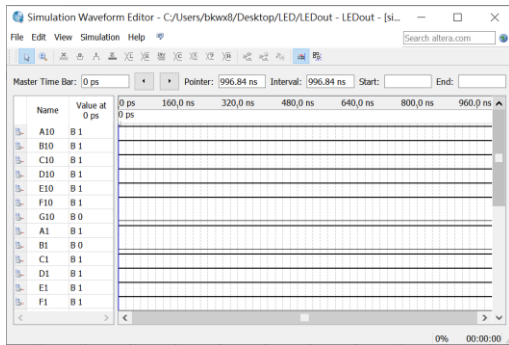 Simulation Waveform Editor - C:/Users/bkwx8/Desktop/LED/LEDout - LEDout - [si...
File Edit View Simulation Help
Search altera.com
Master Time Bar: 0 ps Pointer: 996.84 ns Interval: 996.84 ns Start: End:
Name Value at 0 ps
0 ps 160,0 ns 320,0 ns 480,0 ns 640,0 ns 800,0 ns 960,0 ns
0 ps
A10 B 1
B10 B 1
C10 B 1
D10 B 1
E10 B 1
F10 B 1
G10 B 0
A1 B 1
B1 B 0
C1 B 1
D1 B 1
E1 B 1
F1 B 1
0% 00:00:00